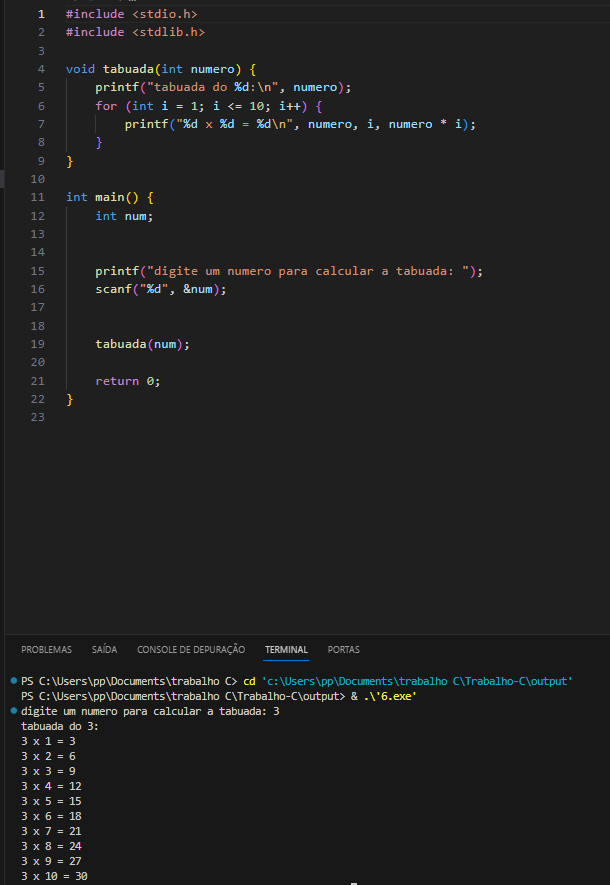 1 #include <stdio.h>
2 #include <stdlib.h>
3
4 void tabuada(int numero) {
5     printf("tabuada do %d:\n", numero);
6     for (int i = 1; i <= 10; i++) {
7         printf("%d x %d = %d\n", numero, i, numero * i);
8     }
9 }
10
11 int main() {
12     int num;
13
14
15     printf("digite um numero para calcular a tabuada: ");
16     scanf("%d", &num);
17
18
19     tabuada(num);
20
21     return 0;
22 }
23
PROBLEMAS SAÍDA CONSOLE DE DEPURAÇÃO TERMINAL PORTAS
PS C:\Users\pp\Documents\trabalho C> cd 'c:\Users\pp\Documents\trabalho C\Trabalho-C\output'
PS C:\Users\pp\Documents\trabalho C\Trabalho-C\output> & .\'6.exe'
digite um numero para calcular a tabuada: 3
tabuada do 3:
3 x 1 = 3
3 x 2 = 6
3 x 3 = 9
3 x 4 = 12
3 x 5 = 15
3 x 6 = 18
3 x 7 = 21
3 x 8 = 24
3 x 9 = 27
3 x 10 = 30